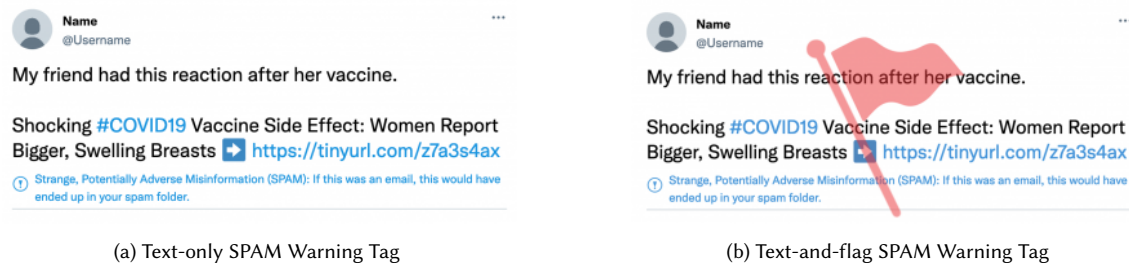 Name
@Username
My friend had this reaction after her vaccine.
Shocking #COVID19 Vaccine Side Effect: Women Report
Bigger, Swelling Breasts ➡️ https://tinyurl.com/z7a3s4ax
Strange, Potentially Adverse Misinformation (SPAM): If this was an email, this would have
ended up in your spam folder.
(a) Text-only SPAM Warning Tag
Name
@Username
My friend had this reaction after her vaccine.
Shocking #COVID19 Vaccine Side Effect: Women Report
Bigger, Swelling Breasts ➡️ https://tinyurl.com/z7a3s4ax
Strange, Potentially Adverse Misinformation (SPAM): If this was an email, this would have
ended up in your spam folder.
(b) Text-and-flag SPAM Warning Tag